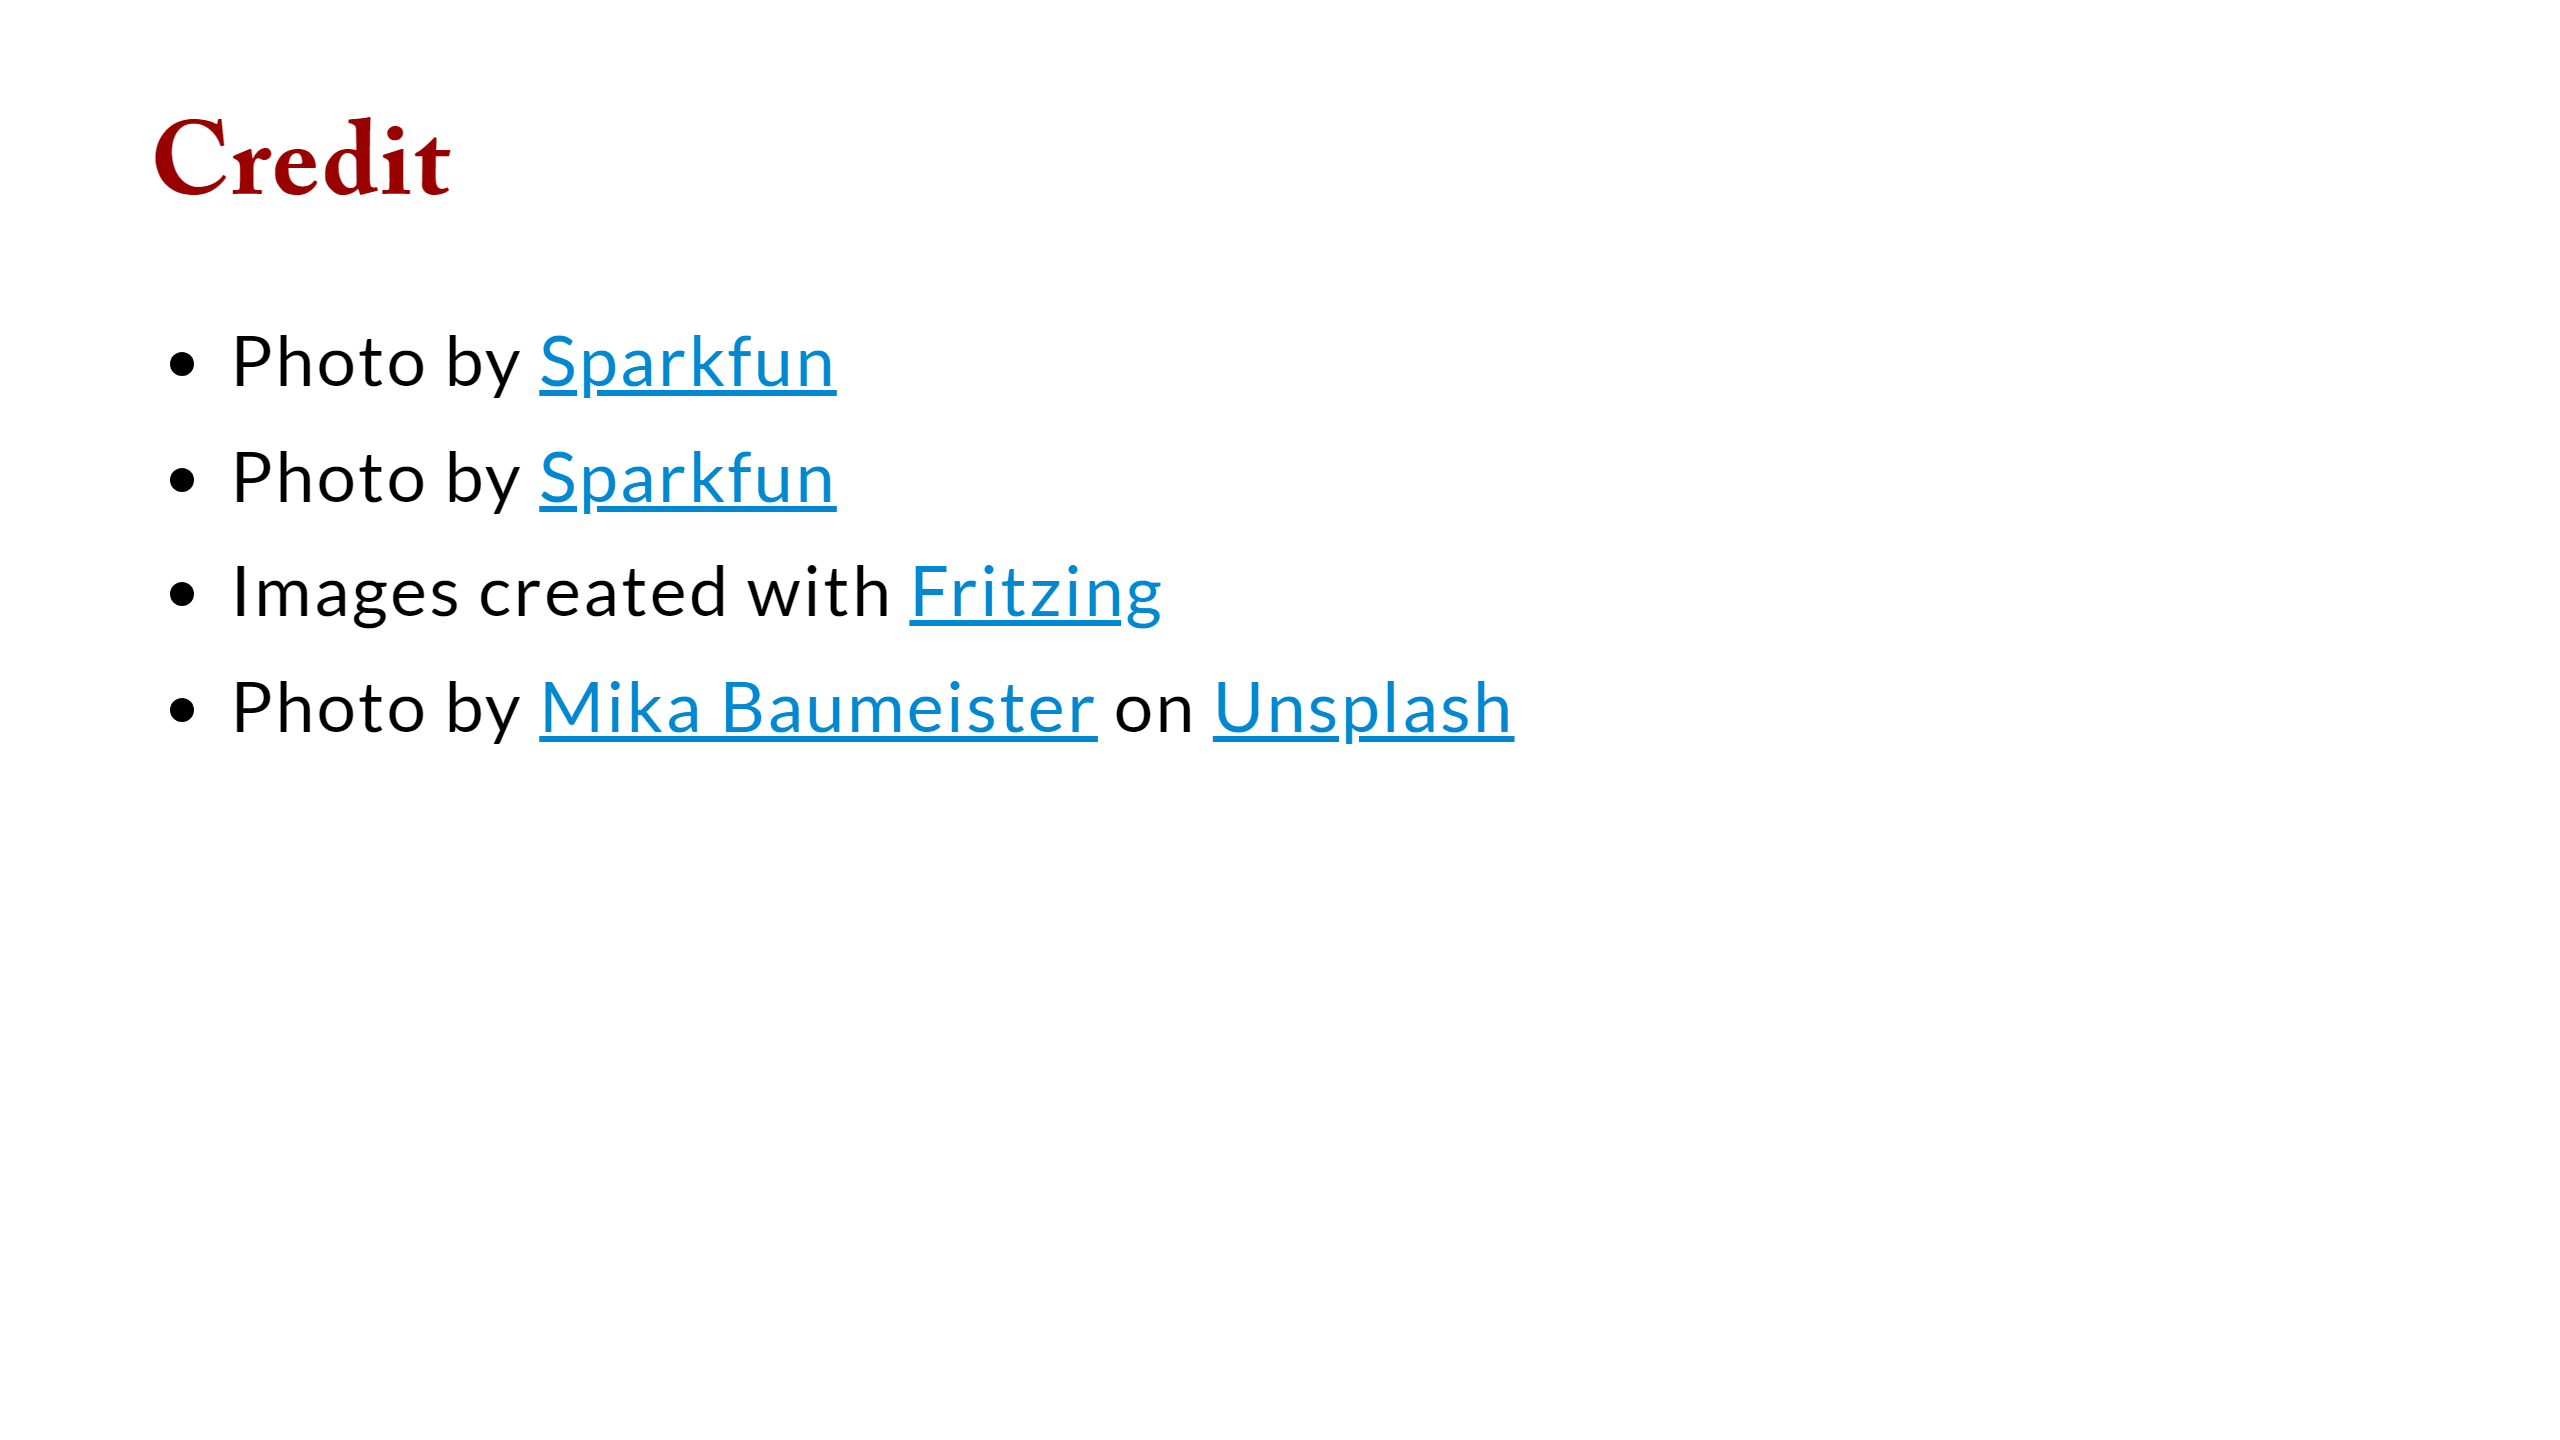 Credit
• Photo by Sparkfun
• Photo by Sparkfun
• Images created with Fritzing
• Photo by Mika Baumeister on Unsplash